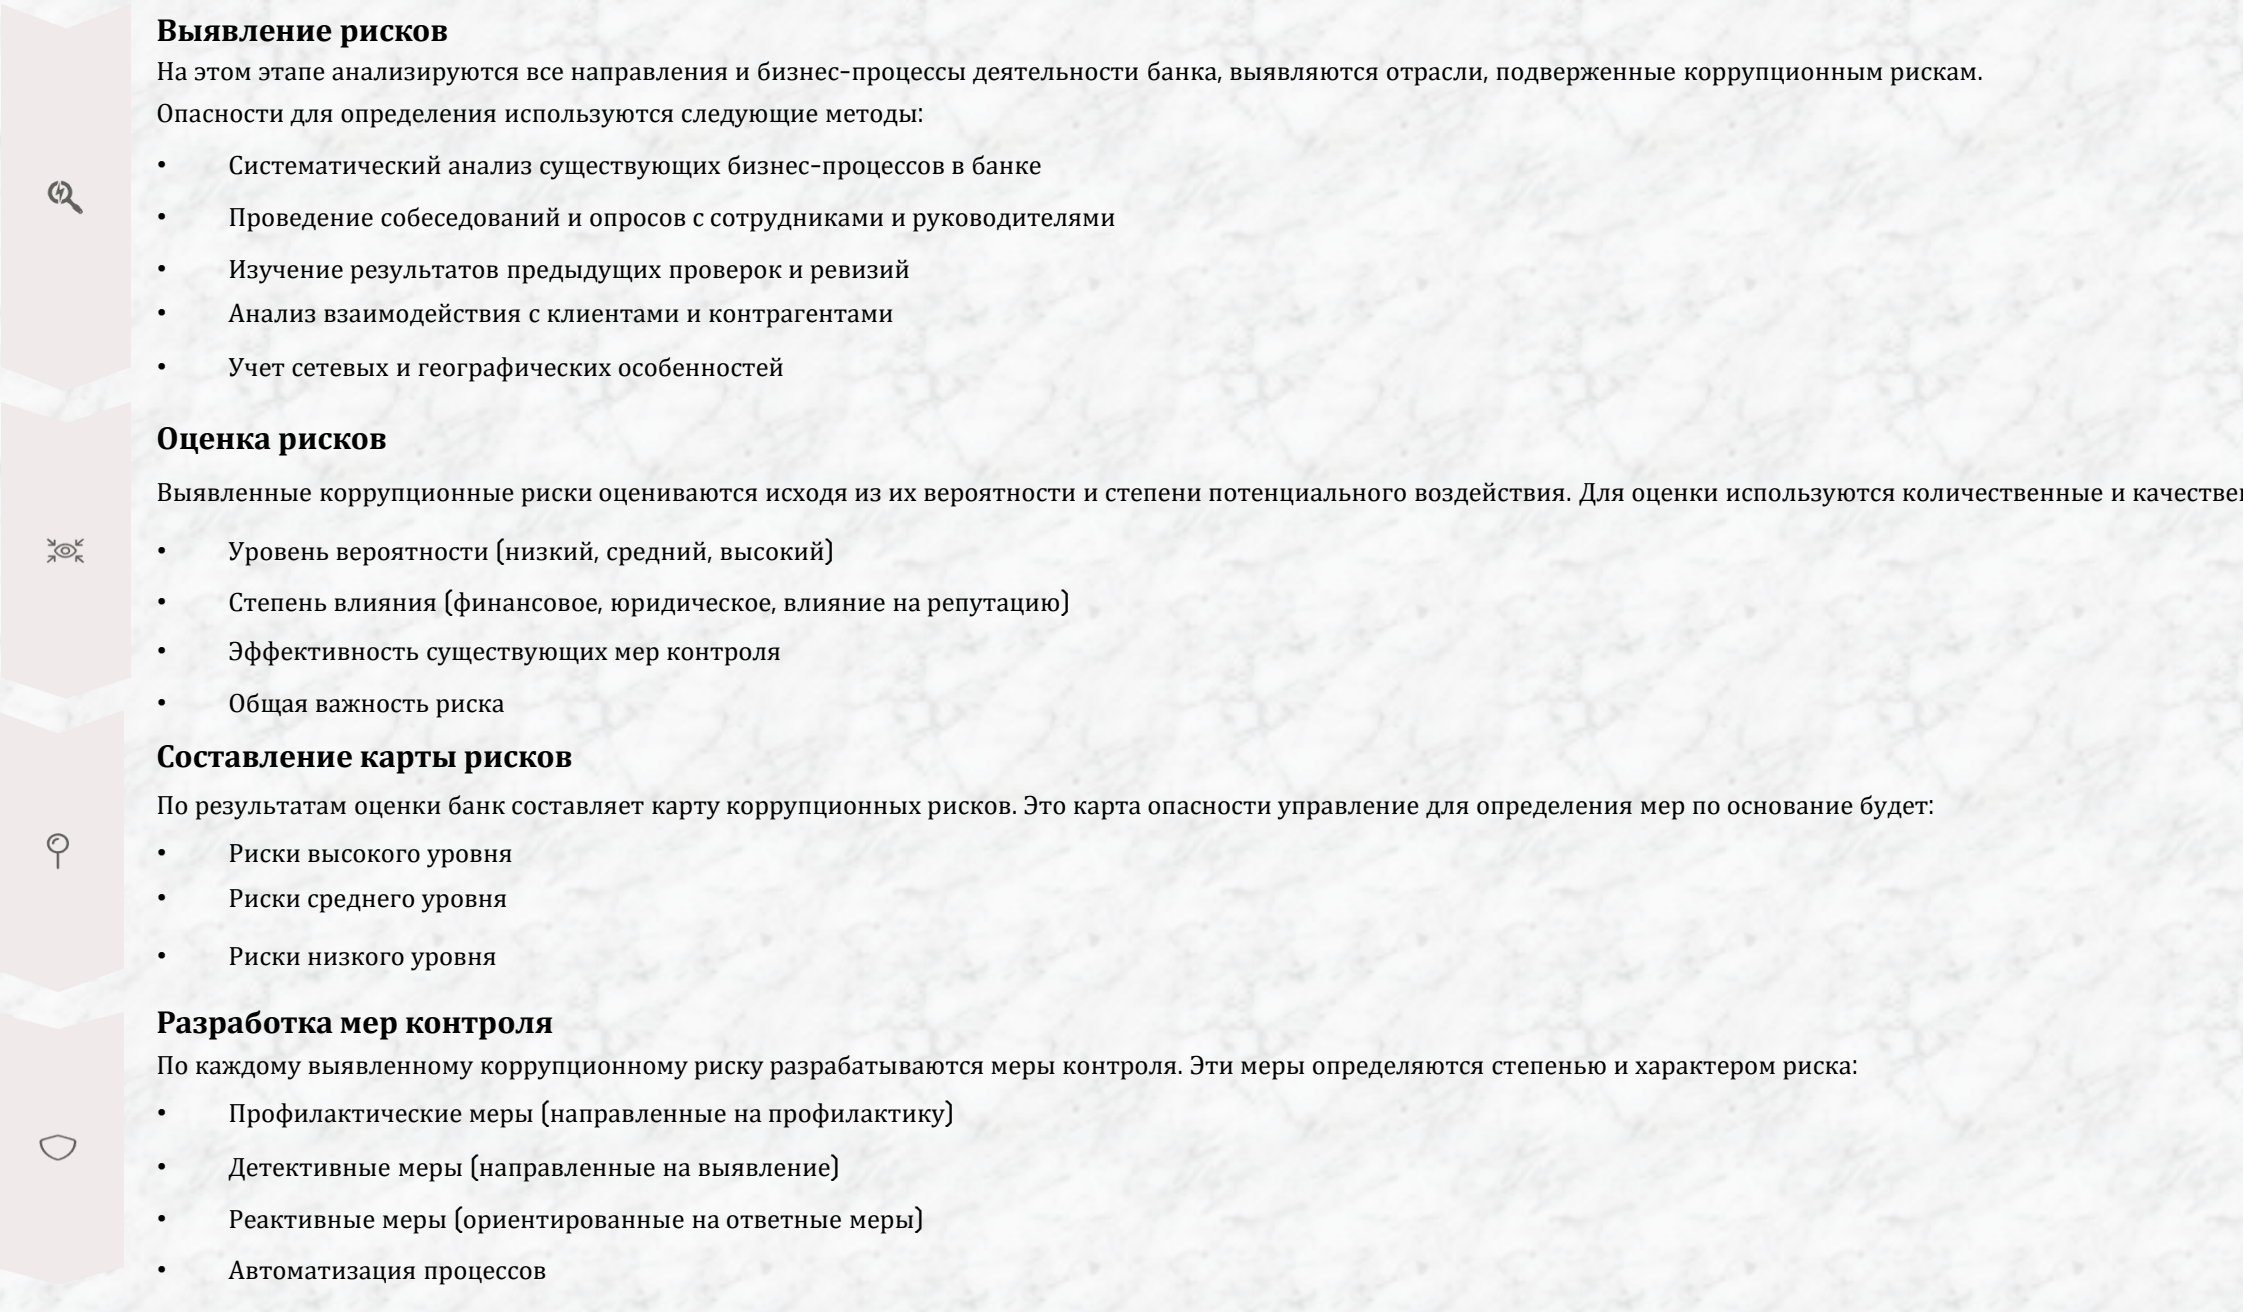 Выявление рисков
На этом этапе анализируются все направления и бизнес-процессы деятельности банка, выявляются отрасли, подверженные коррупционным рискам.
Опасности для определения используются следующие методы:
• Систематический анализ существующих бизнес-процессов в банке
• Проведение собеседований и опросов с сотрудниками и руководителями
• Изучение результатов предыдущих проверок и ревизий
• Анализ взаимодействия с клиентами и контрагентами
• Учет сетевых и географических особенностей
Оценка рисков
Выявленные коррупционные риски оцениваются исходя из их вероятности и степени потенциального воздействия. Для оценки используются количественные и
• Уровень вероятности (низкий, средний, высокий)
• Степень влияния (финансовое, юридическое, влияние на репутацию)
• Эффективность существующих мер контроля
• Общая важность риска
Составление карты рисков
По результатам оценки банк составляет карту коррупционных рисков. Это карта опасности управление для определения мер по основание будет:
• Риски высокого уровня
• Риски среднего уровня
• Риски низкого уровня
Разработка мер контроля
По каждому выявленному коррупционному риску разрабатываются меры контроля. Эти меры определяются степенью и характером риска:
• Профилактические меры (направленные на профилактику)
• Детективные меры (направленные на выявление)
• Реактивные меры (ориентированные на ответные меры)
• Автоматизация процессов